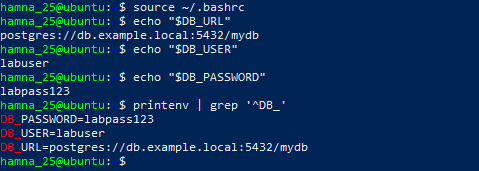 hamna_25@ubuntu: $ source ~/.bashrc
hamna_25@ubuntu: $ echo "$DB_URL"
postgres://db.example.local:5432/mydb
hamna_25@ubuntu: $ echo "$DB_USER"
labuser
hamna_25@ubuntu: $ echo "$DB_PASSWORD"
labpass123
hamna_25@ubuntu: $ printenv | grep '^DB_'
DB_PASSWORD=labpass123
DB_USER=labuser
DB_URL=postgres://db.example.local:5432/mydb
hamna_25@ubuntu: $